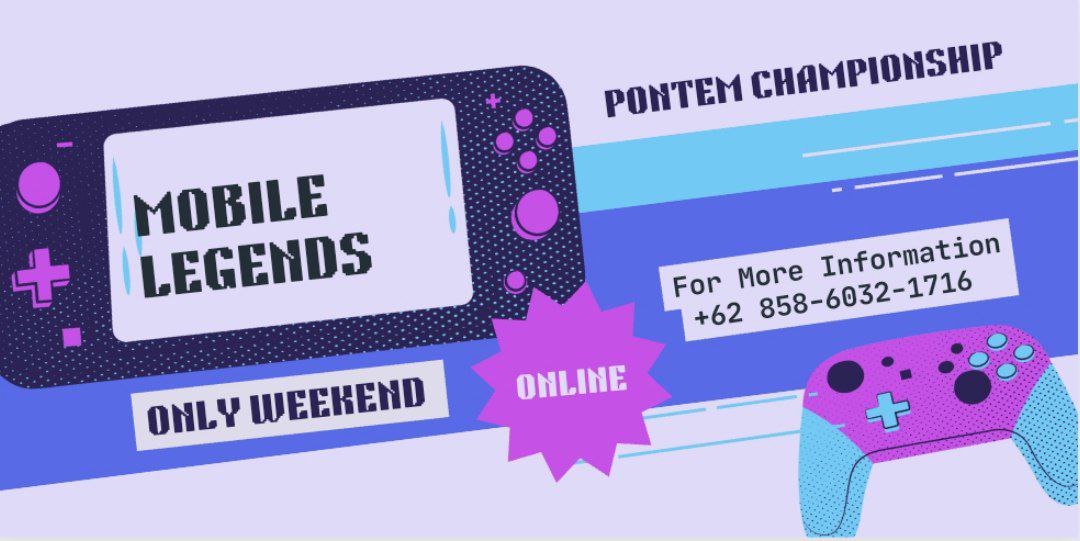 PONTEM CHAMPIONSHIP
MOBILE
LEGENDS
For More Information
+62 858-6032-1716
ONLINE
ONLY WEEKEND